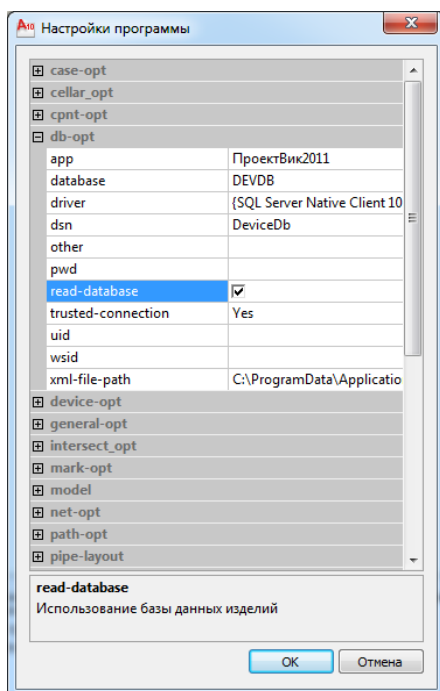 A10 Настройки программы
case-opt
cellar_opt
cpnt-opt
db-opt
app ПроектВик2011
database DEVDB
driver {SQL Server Native Client 10
dsn DeviceDb
other
pwd
read-database
trusted-connection Yes
uid
wsid
xml-file-path C:\ProgramData\Applicatio
device-opt
general-opt
intersect_opt
mark-opt
model
net-opt
path-opt
pipe-layout
read-database
Использование базы данных изделий
OK Отмена